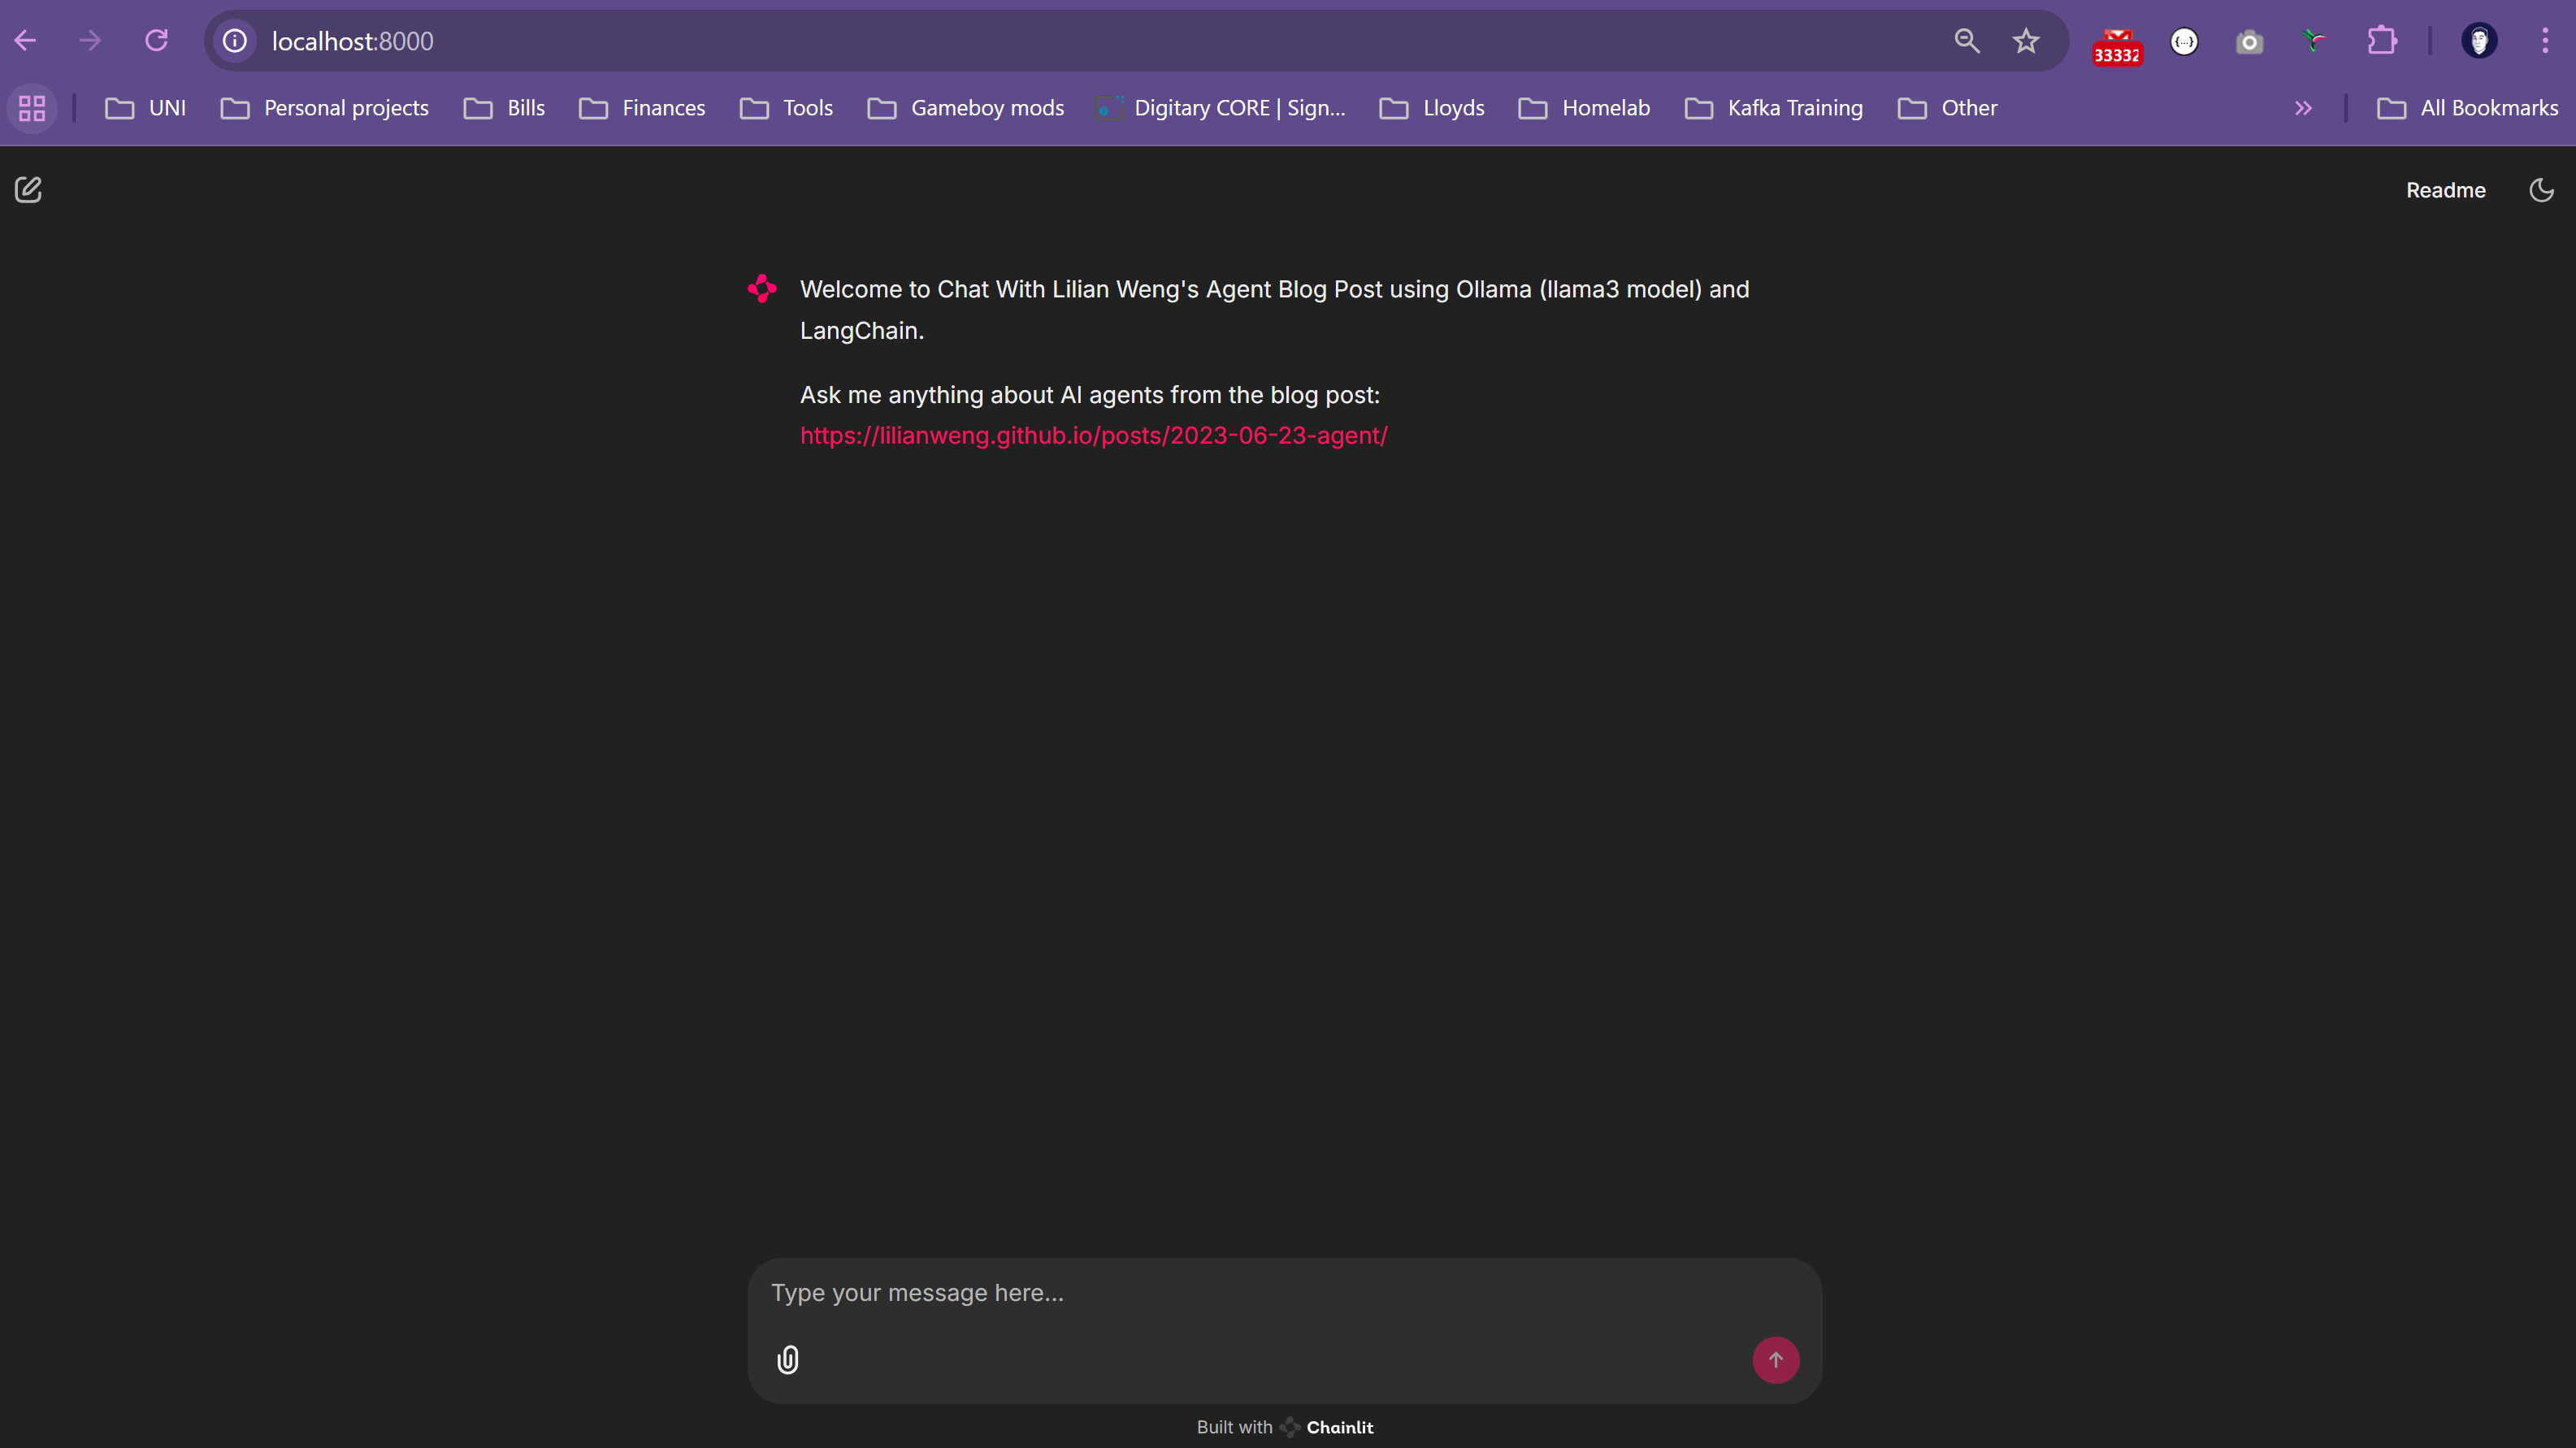 localhost:8000
33332
UNI
Personal projects
Bills
Finances
Tools
Gameboy mods
Digitary CORE | Sign...
Lloyds
Homelab
Kafka Training
Other
All Bookmarks
Readme
Welcome to Chat With Lilian Weng's Agent Blog Post using Ollama (llama3 model) and
LangChain.
Ask me anything about AI agents from the blog post:
https://lilianweng.github.io/posts/2023-06-23-agent/
Type your message here...
Built with Chainlit